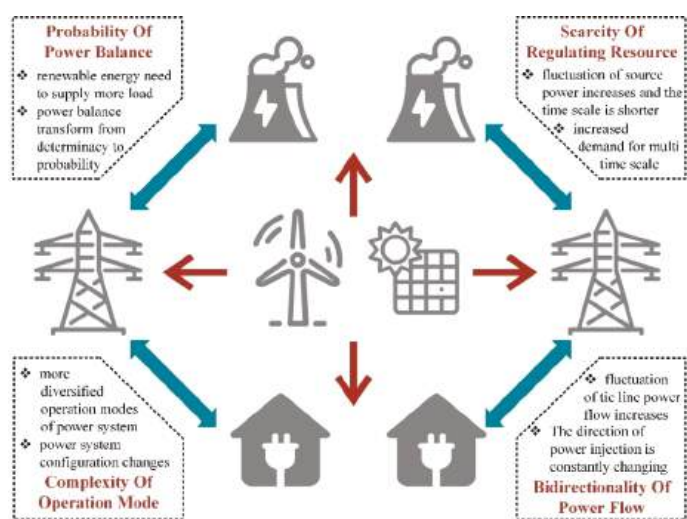 Probability Of
Power Balance
❖ renewable energy need
to supply more load
❖ power balance
transform from
determinacy to
probability
Scarcity Of
Regulating Resource
❖ fluctuation of source
power increases and the
time scale is shorter
❖ increased
demand for multi
time scale
❖ more
diversified
operation modes
of power system
❖ power system
configuration changes
Complexity Of
Operation Mode
❖ fluctuation
of tie line power
flow increases
❖ The direction of
power injection is
constantly changing
Bidirectionality Of
Power Flow